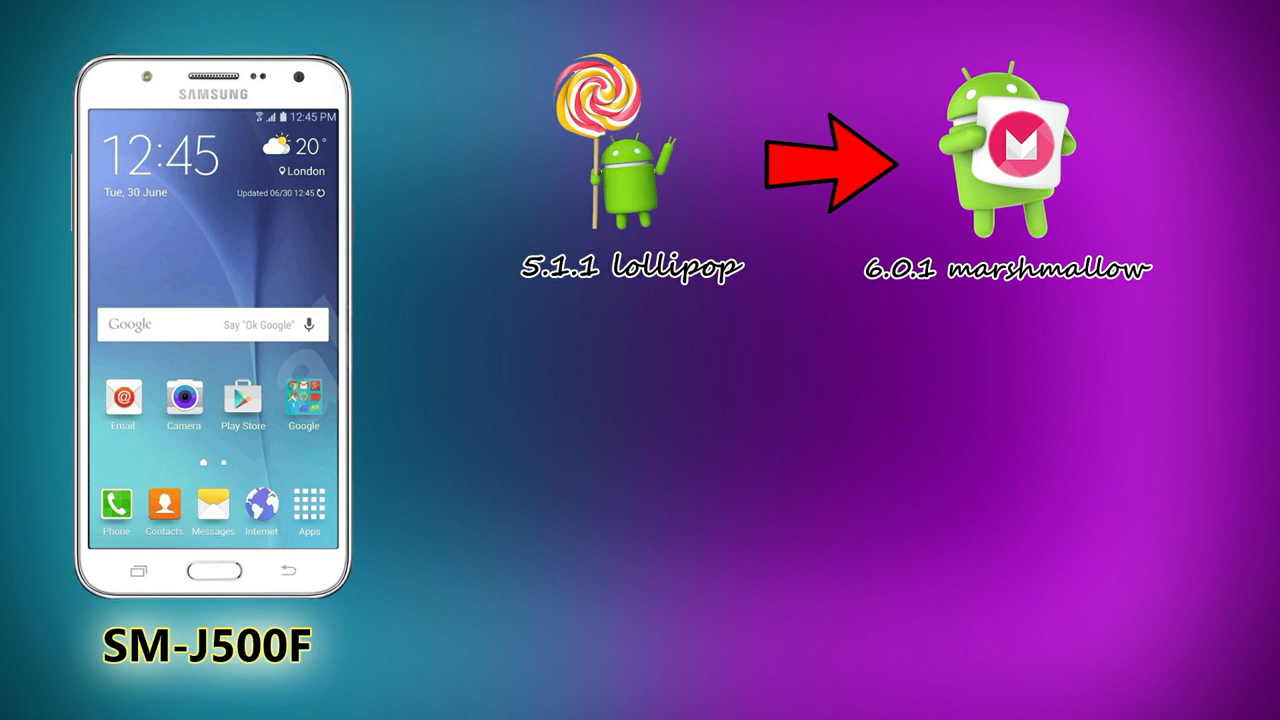 SAMSUNG
12:45 PM
12:45
20°
London
Tue, 30 June
Updated 06/30 12:45
Google
Say "Ok Google"
Email
Camera
Play Store
Google
Phone
Contacts
Messages
Internet
Apps
SM-J500F
5.1.1 lollipop
6.0.1 marshmallow